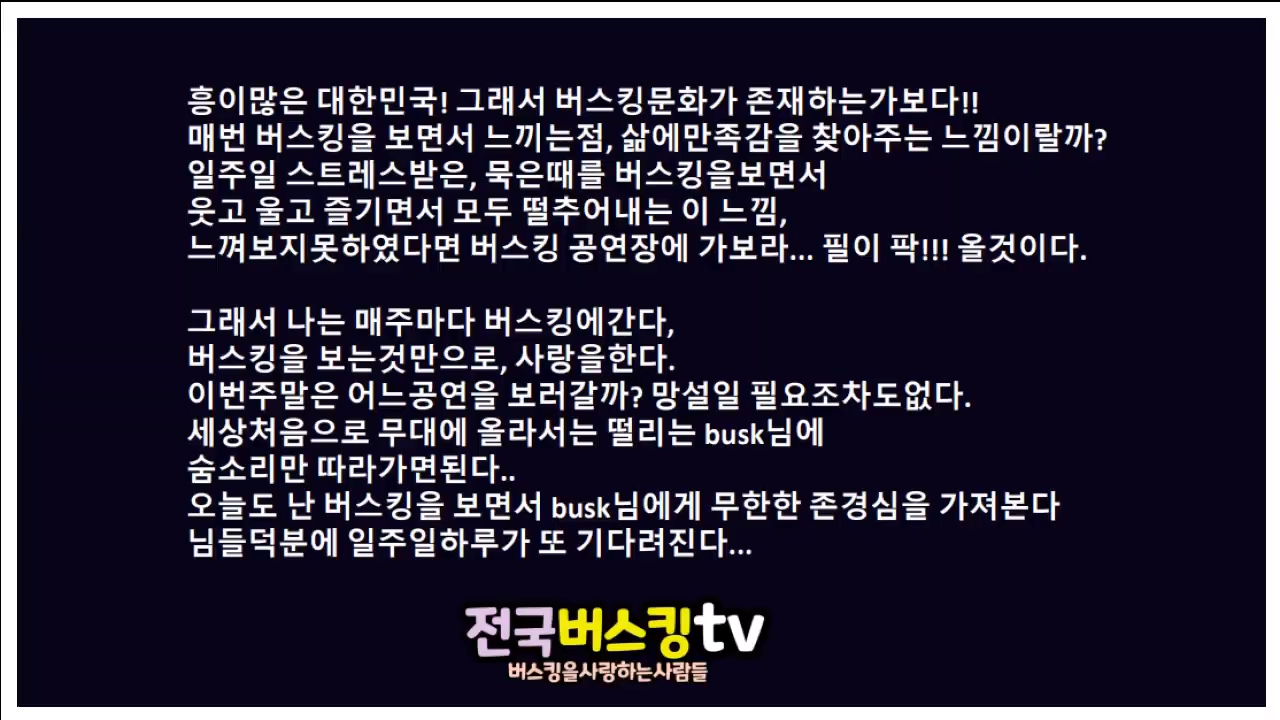 흥이많은 대한민국! 그래서 버스킹문화가 존재하는가보다!!
매번 버스킹을 보면서 느끼는점, 삶에만족감을 찾아주는 느낌이랄까?
일주일 스트레스받은, 묵은때를 버스킹을보면서
웃고 울고 즐기면서 모두 떨추어내는 이 느낌,
느껴보지못하였다면 버스킹 공연장에 가보라... 필이 팍!!! 올것이다.
그래서 나는 매주마다 버스킹에간다,
버스킹을 보는것만으로, 사랑을한다.
이번주말은 어느공연을 보러갈까? 망설일 필요조차도없다.
세상처음으로 무대에 올라서는 떨리는 busk님에
숨소리만 따라가면된다..
오늘도 난 버스킹을 보면서 busk님에게 무한한 존경심을 가져본다
님들덕분에 일주일하루가 또 기다려진다...
전국버스킹tv
버스킹을사랑하는사람들